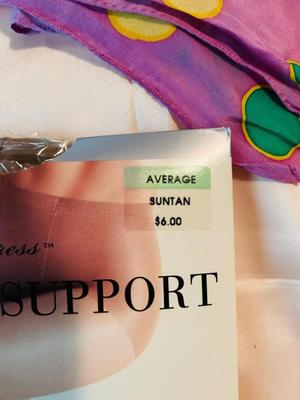 AVERAGE
SUNTAN
$6.00
SUPPORT